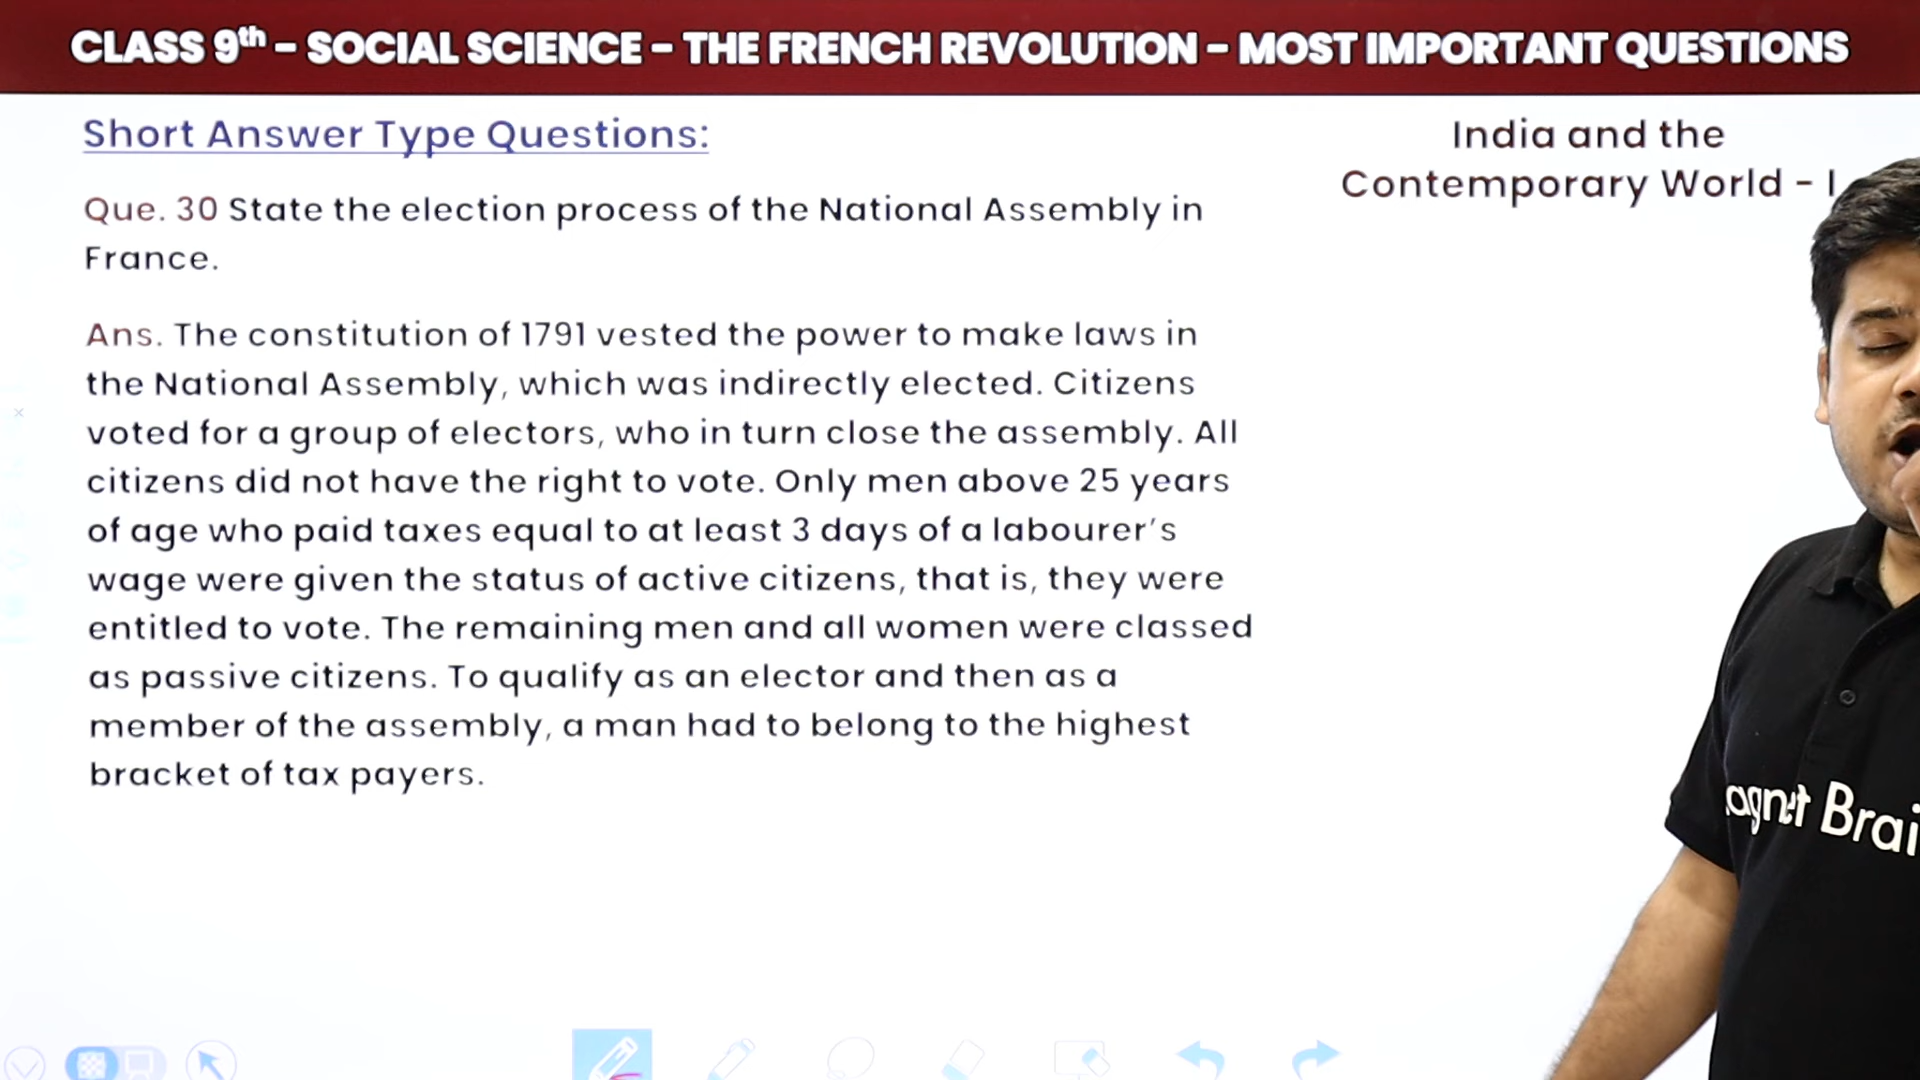 CLASS 9th – SOCIAL SCIENCE – THE FRENCH REVOLUTION – MOST IMPORTANT QUESTIONS
Short Answer Type Questions:
India and the
Contemporary World - I
Que. 30 State the election process of the National Assembly in
France.
Ans. The constitution of 1791 vested the power to make laws in
the National Assembly, which was indirectly elected. Citizens
voted for a group of electors, who in turn close the assembly. All
citizens did not have the right to vote. Only men above 25 years
of age who paid taxes equal to at least 3 days of a labourer's
wage were given the status of active citizens, that is, they were
entitled to vote. The remaining men and all women were classed
as passive citizens. To qualify as an elector and then as a
member of the assembly, a man had to belong to the highest
bracket of tax payers.
agnet Brai